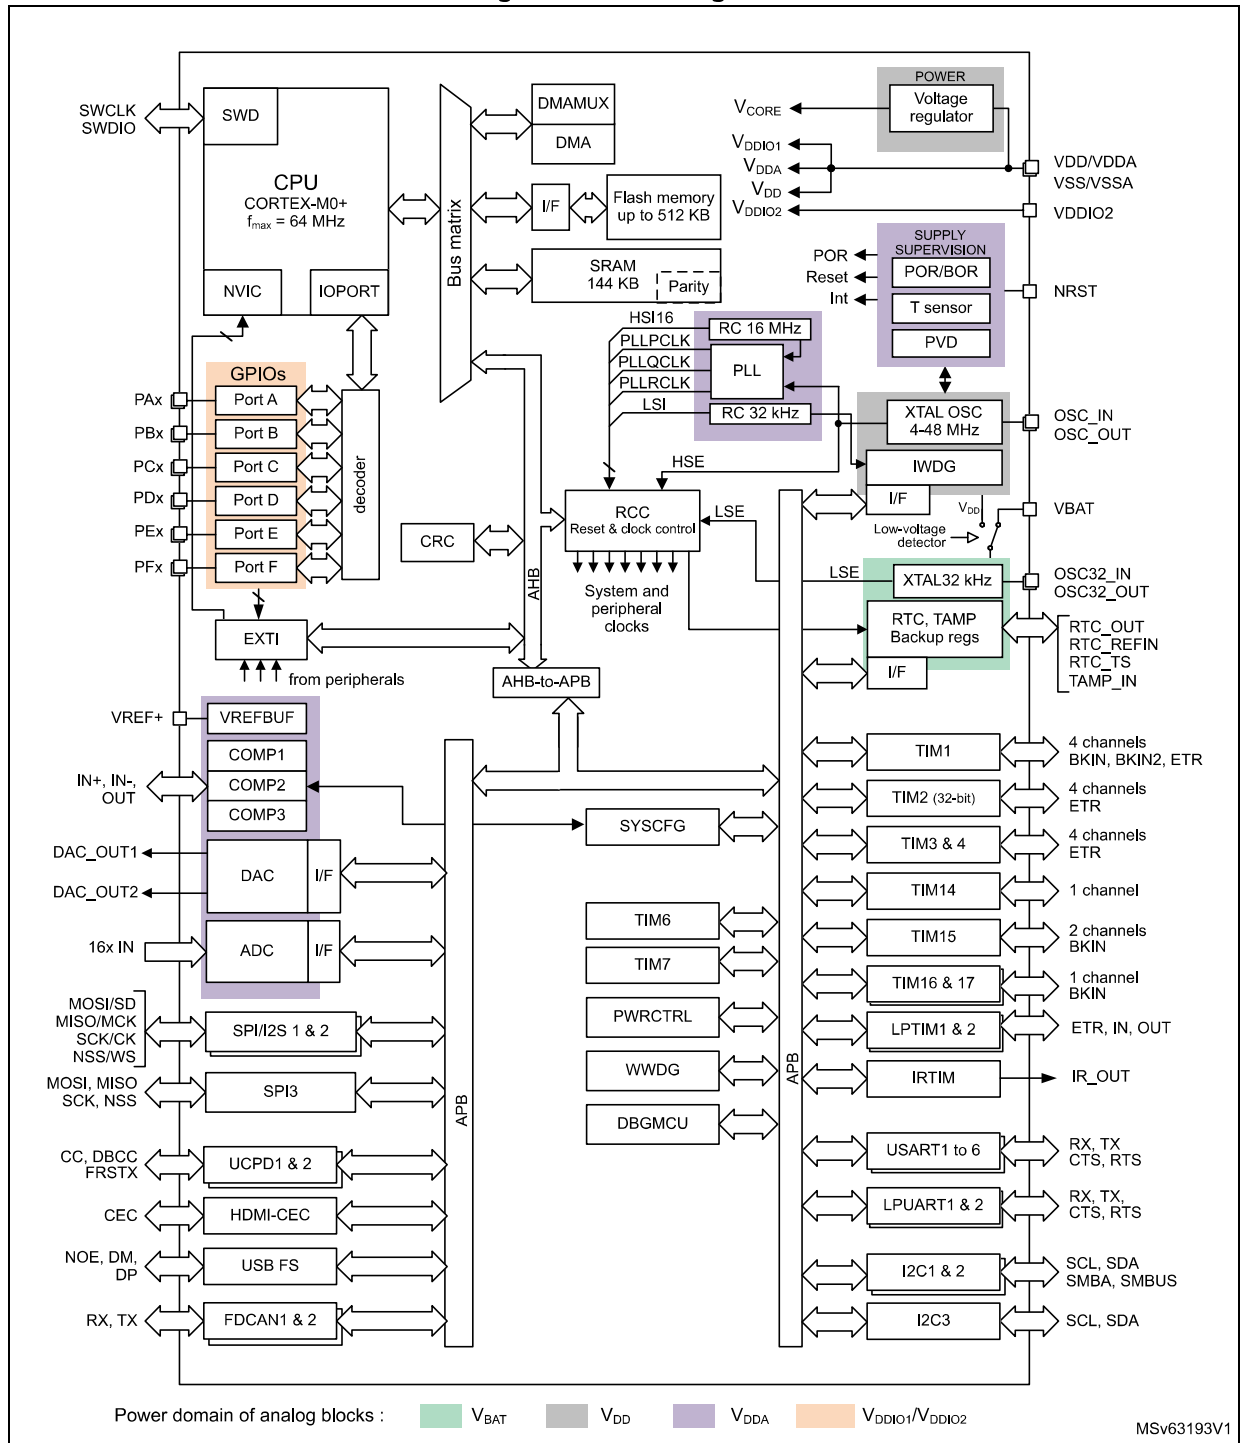 SWCLK
SWDIO
SWD
CPU
CORTEX-M0+
fmax = 64 MHz
NVIC
IOPORT
Bus matrix
DMAMUX
DMA
I/F
Flash memory
up to 512 KB
SRAM
144 KB
Parity
POWER
Voltage
regulator
VCORE
VDDIO1
VDDA
VDD
VDDIO2
VDD/VDDA
VSS/VSSA
VDDIO2
SUPPLY
SUPERVISION
POR/BOR
T sensor
PVD
POR
Reset
Int
NRST
HSI16
PLLPCLK
PLLQCLK
PLLRCLK
LSI
RC 16 MHz
PLL
RC 32 kHz
XTAL OSC
4-48 MHz
IWDG
I/F
OSC_IN
OSC_OUT
HSE
GPIOs
Port A
Port B
Port C
Port D
Port E
Port F
PAx
PBx
PCx
PDx
PEx
PFx
decoder
CRC
RCC
Reset & clock control
LSE
System and
peripheral
clocks
AHB
VDD
Low-voltage
detector
VBAT
LSE
XTAL32 kHz
RTC, TAMP
Backup regs
I/F
OSC32_IN
OSC32_OUT
RTC_OUT
RTC_REFIN
RTC_TS
TAMP_IN
EXTI
from peripherals
AHB-to-APB
VREF+
VREFBUF
COMP1
COMP2
COMP3
IN+, IN-,
OUT
DAC_OUT1
DAC_OUT2
DAC
I/F
16x IN
ADC
I/F
MOSI/SD
MISO/MCK
SCK/CK
NSS/WS
SPI/I2S 1 & 2
MOSI, MISO
SCK, NSS
SPI3
CC, DBCC
FRSTX
UCPD1 & 2
CEC
HDMI-CEC
NOE, DM,
DP
USB FS
RX, TX
FDCAN1 & 2
APB
SYSCFG
TIM6
TIM7
PWRCTRL
WWDG
DBGMCU
APB
TIM1
4 channels
BKIN, BKIN2, ETR
TIM2 (32-bit)
4 channels
ETR
TIM3 & 4
4 channels
ETR
TIM14
1 channel
TIM15
2 channels
BKIN
TIM16 & 17
1 channel
BKIN
LPTIM1 & 2
ETR, IN, OUT
IRTIM
IR_OUT
USART1 to 6
RX, TX
CTS, RTS
LPUART1 & 2
RX, TX,
CTS, RTS
I2C1 & 2
SCL, SDA
SMBA, SMBUS
I2C3
SCL, SDA
Power domain of analog blocks :
VBAT
VDD
VDDA
VDDIO1/VDDIO2
MSv63193V1